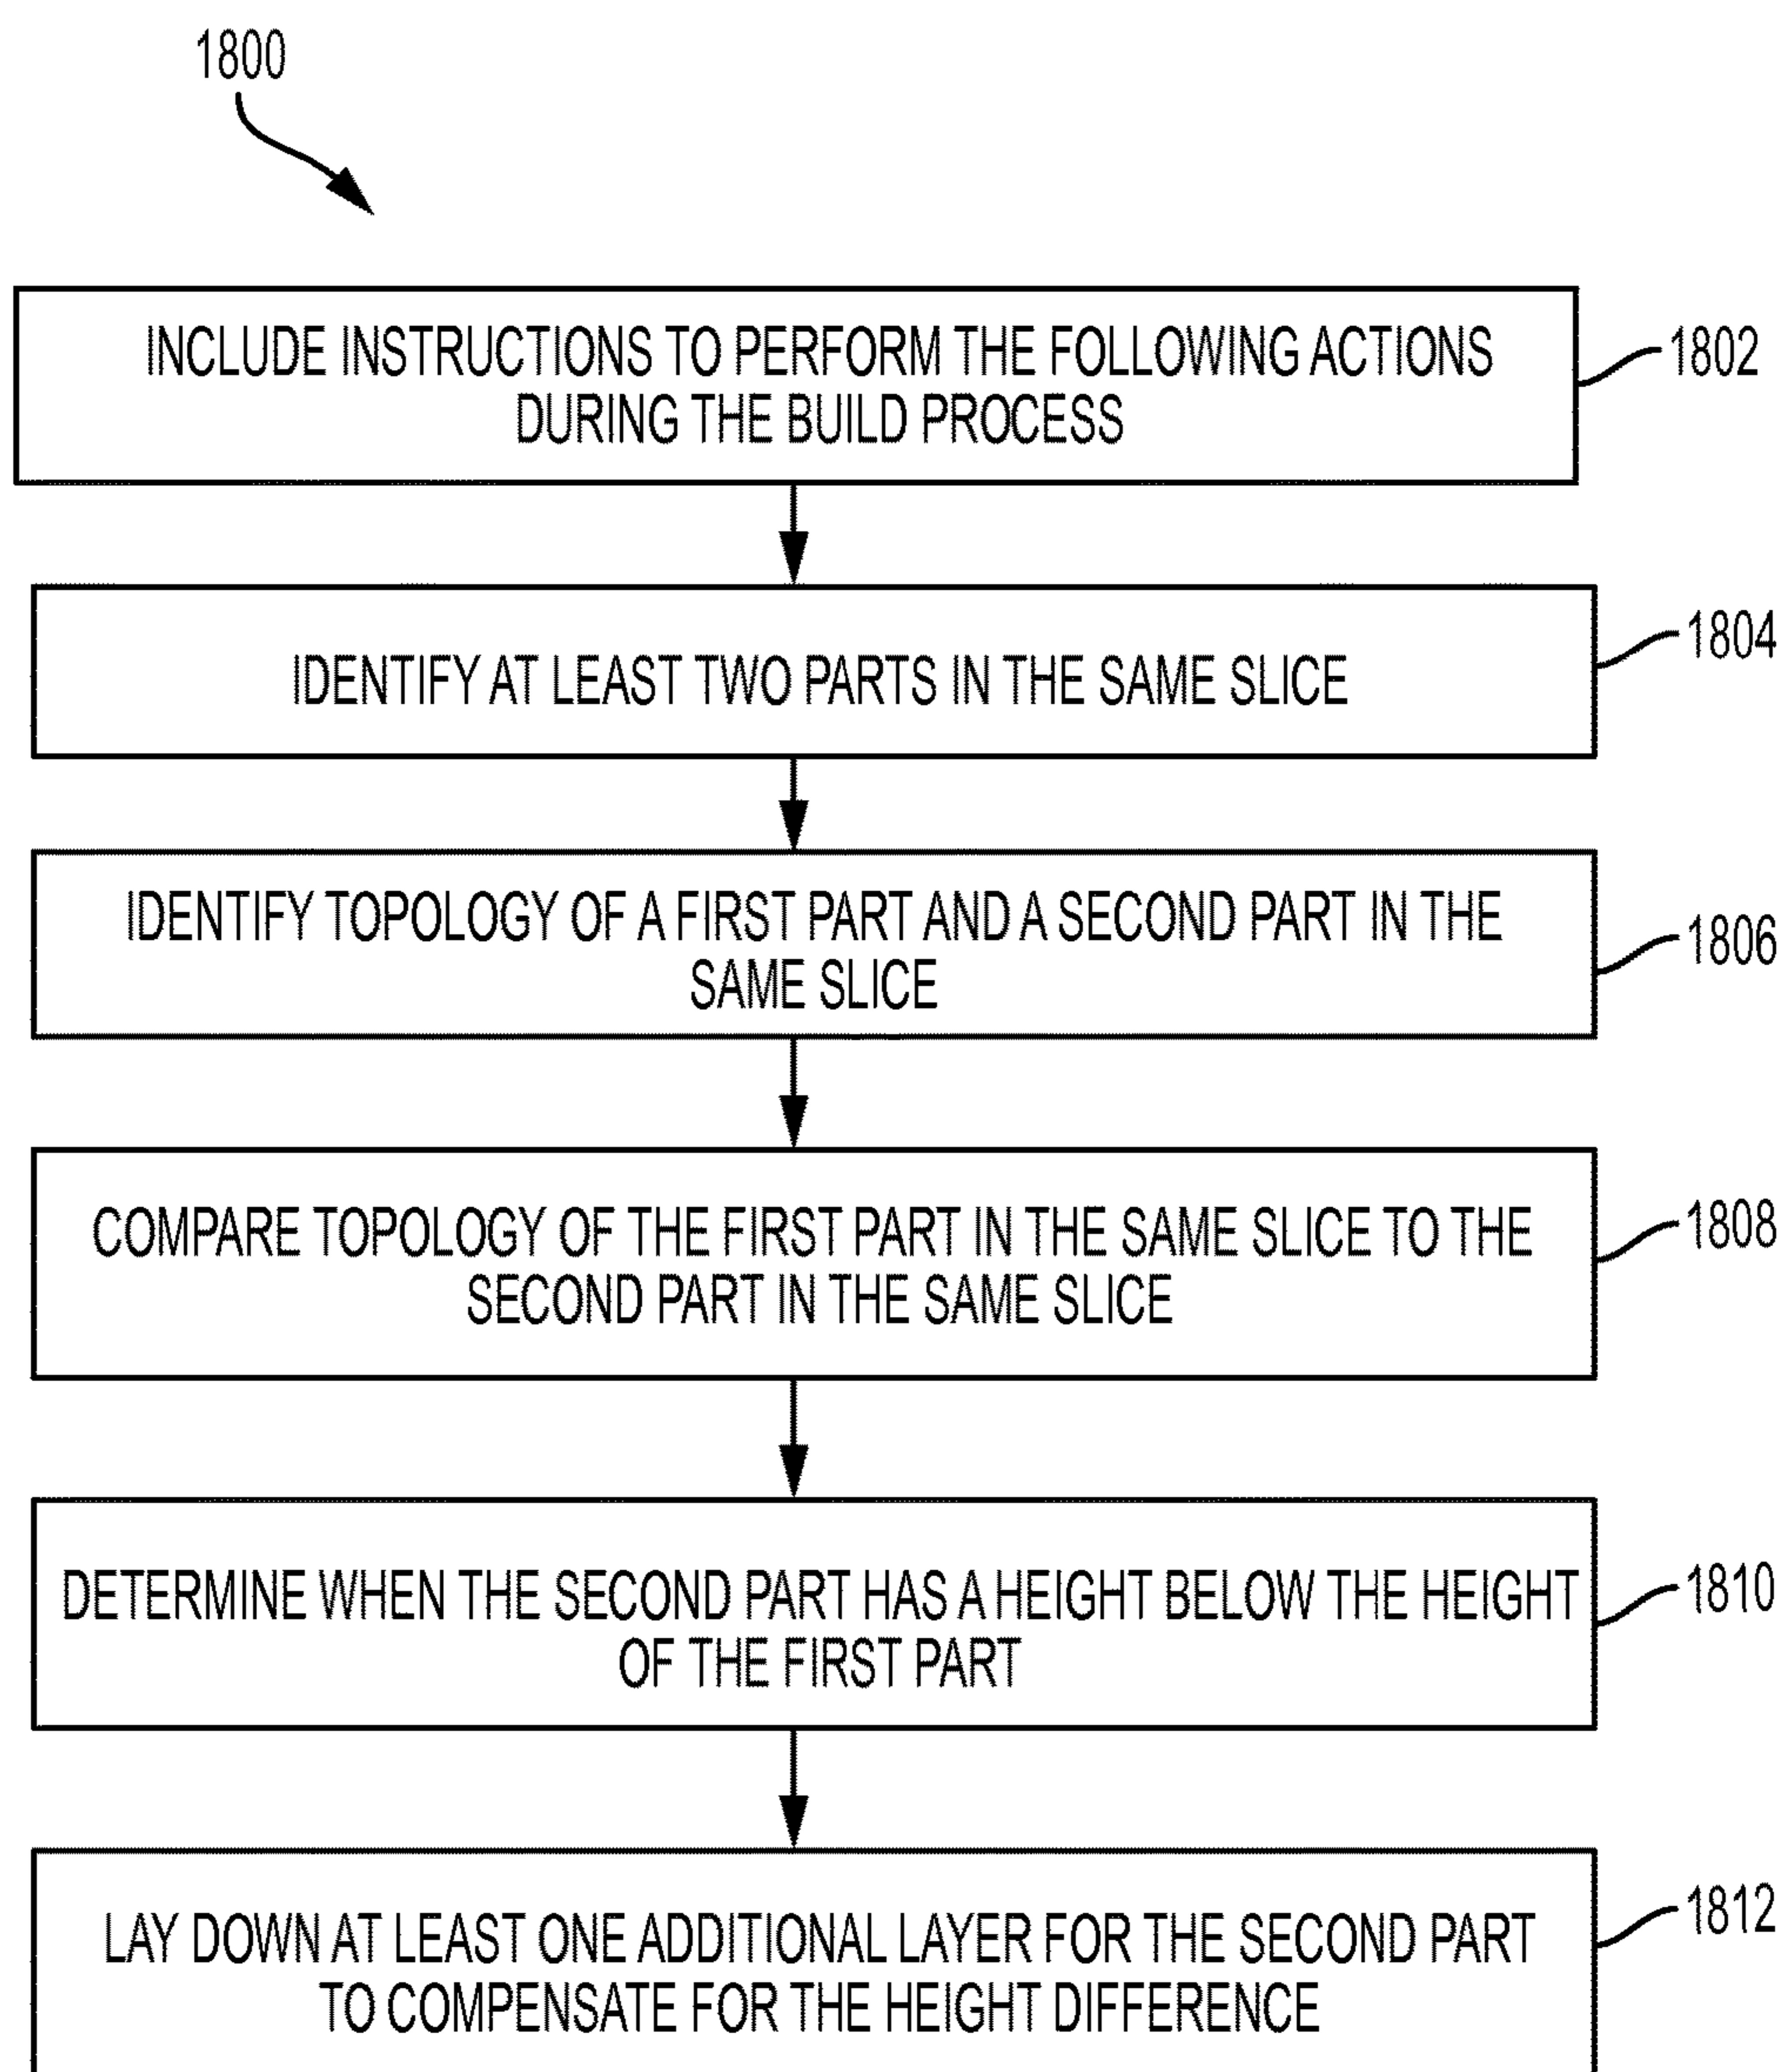 1800
INCLUDE INSTRUCTIONS TO PERFORM THE FOLLOWING ACTIONS
DURING THE BUILD PROCESS
1802
IDENTIFY AT LEAST TWO PARTS IN THE SAME SLICE
1804
IDENTIFY TOPOLOGY OF A FIRST PART AND A SECOND PART IN THE
SAME SLICE
1806
COMPARE TOPOLOGY OF THE FIRST PART IN THE SAME SLICE TO THE
SECOND PART IN THE SAME SLICE
1808
DETERMINE WHEN THE SECOND PART HAS A HEIGHT BELOW THE HEIGHT
OF THE FIRST PART
1810
LAY DOWN AT LEAST ONE ADDITIONAL LAYER FOR THE SECOND PART
TO COMPENSATE FOR THE HEIGHT DIFFERENCE
1812